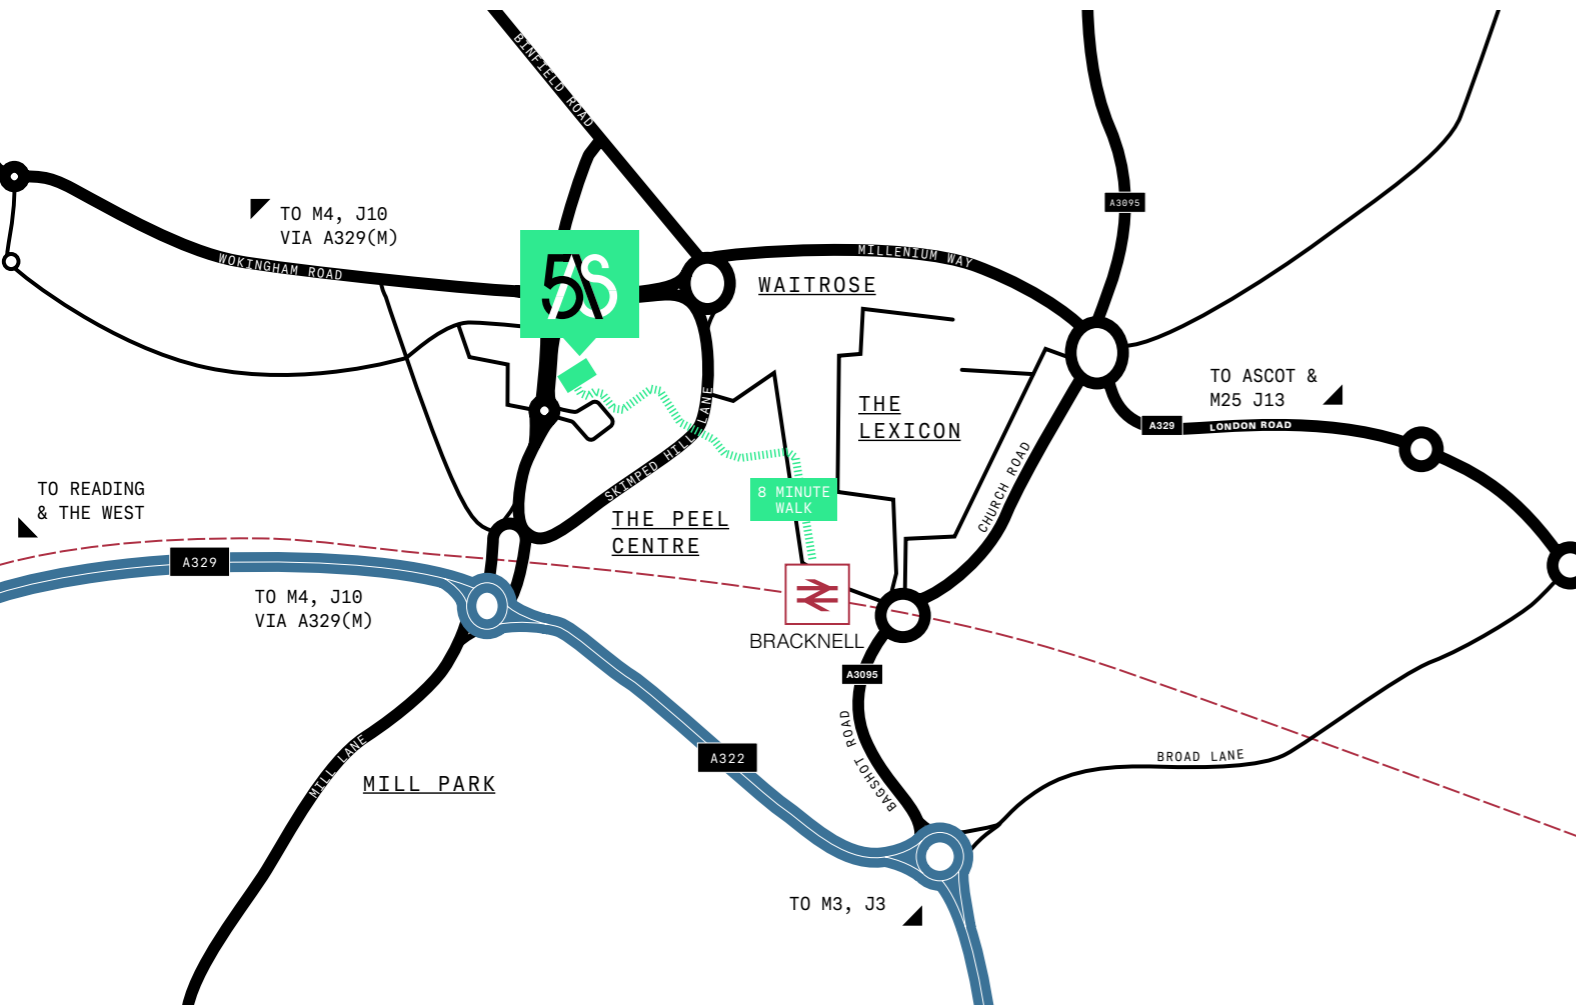 BINFIELD ROAD
A3095
TO M4, J10
VIA A329(M)
WOKINGHAM ROAD
MILLENIUM WAY
WAITROSE
5
S
TO ASCOT &
M25 J13
A329
LONDON ROAD
THE
LEXICON
SKIMPED HILL LANE
CHURCH ROAD
8 MINUTE
WALK
TO READING
& THE WEST
THE PEEL
CENTRE
A329
TO M4, J10
VIA A329(M)
BRACKNELL
A3095
BAGSHOT ROAD
A322
BROAD LANE
MILL LANE
MILL PARK
TO M3, J3